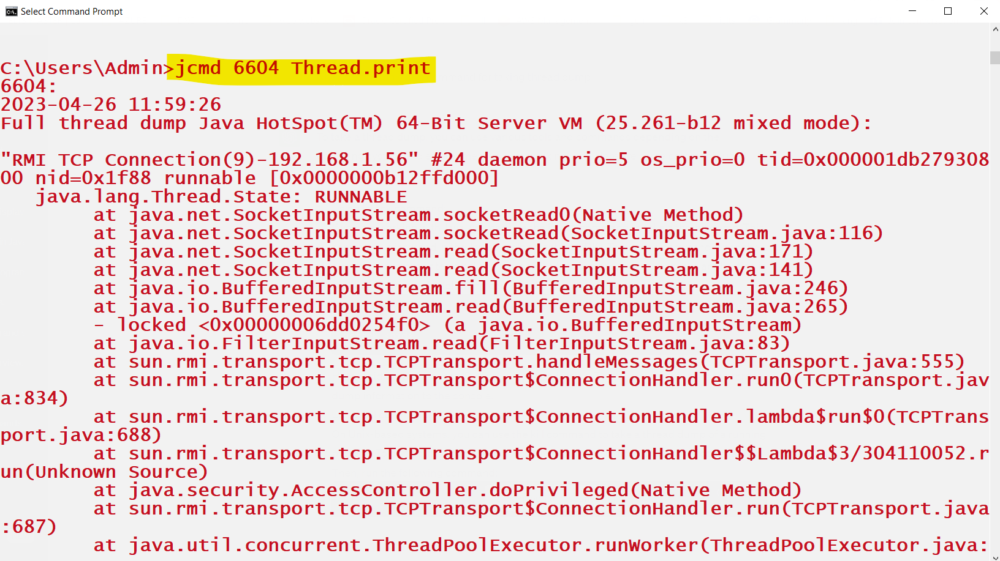 Select Command Prompt
C:\Users\Admin>jcmd 6604 Thread.print
6604:
2023-04-26 11:59:26
Full thread dump Java HotSpot(TM) 64-Bit Server VM (25.261-b12 mixed mode):
"RMI TCP Connection(9)-192.168.1.56" #24 daemon prio=5 os_prio=0 tid=0x000001db279308
00 nid=0x1f88 runnable [0x0000000b12ffd000]
   java.lang.Thread.State: RUNNABLE
        at java.net.SocketInputStream.socketRead0(Native Method)
        at java.net.SocketInputStream.socketRead(SocketInputStream.java:116)
        at java.net.SocketInputStream.read(SocketInputStream.java:171)
        at java.net.SocketInputStream.read(SocketInputStream.java:141)
        at java.io.BufferedInputStream.fill(BufferedInputStream.java:246)
        at java.io.BufferedInputStream.read(BufferedInputStream.java:265)
        - locked <0x00000006dd0254f0> (a java.io.BufferedInputStream)
        at java.io.FilterInputStream.read(FilterInputStream.java:83)
        at sun.rmi.transport.tcp.TCPTransport.handleMessages(TCPTransport.java:555)
        at sun.rmi.transport.tcp.TCPTransport$ConnectionHandler.run0(TCPTransport.jav
a:834)
        at sun.rmi.transport.tcp.TCPTransport$ConnectionHandler.lambda$run$0(TCPTrans
port.java:688)
        at sun.rmi.transport.tcp.TCPTransport$ConnectionHandler$$Lambda$3/304110052.r
un(Unknown Source)
        at java.security.AccessController.doPrivileged(Native Method)
        at sun.rmi.transport.tcp.TCPTransport$ConnectionHandler.run(TCPTransport.java
:687)
        at java.util.concurrent.ThreadPoolExecutor.runWorker(ThreadPoolExecutor.java: